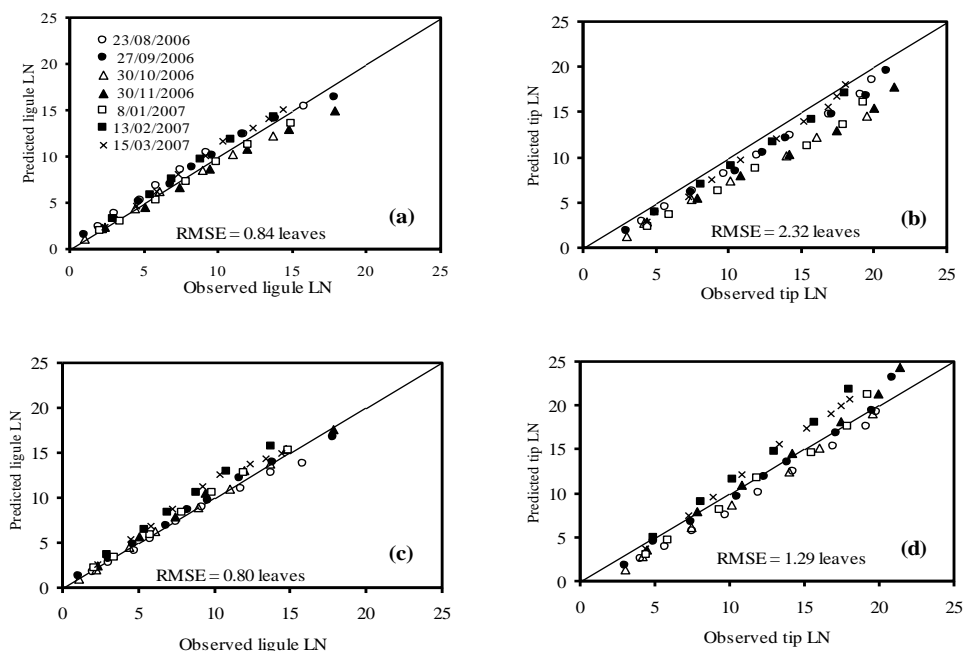 25
20
15
10
5
0
0 5 10 15 20 25
Predicted ligule LN
Observed ligule LN
23/08/2006
27/09/2006
30/10/2006
30/11/2006
8/01/2007
13/02/2007
15/03/2007
(a)
RMSE = 0.84 leaves
25
20
15
10
5
0
0 5 10 15 20 25
Predicted tip LN
Observed tip LN
(b)
RMSE = 2.32 leaves
25
20
15
10
5
0
0 5 10 15 20 25
Predicted ligule LN
Observed ligule LN
(c)
RMSE = 0.80 leaves
25
20
15
10
5
0
0 5 10 15 20 25
Predicted tip LN
Observed tip LN
(d)
RMSE = 1.29 leaves